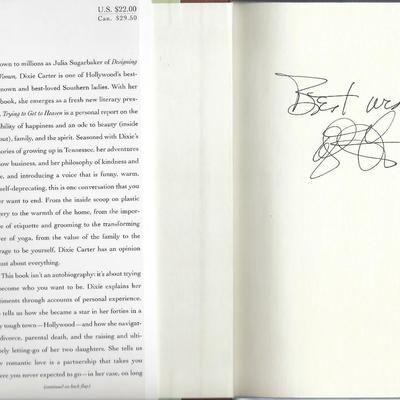 U.S. $22.00
Can. $29.50
own to millions as Julia Sugarbaker of Designing
Women, Dixie Carter is one of Hollywood's best-
nown and best-loved Southern ladies. With her
book, she emerges as a fresh new literary pres-
Trying to Get to Heaven is a personal report on the
ibility of happiness and an ode to beauty (inside
out), family, and the spirit. Seasoned with Dixie's
ories of growing up in Tennessee, her adventures
how business, and her philosophy of kindness and
e, and introducing a voice that is funny, warm,
self-deprecating, this is one conversation that you
er want to end. From the inside scoop on plastic
gery to the warmth of the home, from the impor-
e of etiquette and grooming to the transforming
er of yoga, from the value of the family to the
rage to be yourself, Dixie Carter has an opinion
ust about everything.
This book isn't an autobiography: it's about trying
ecome who you want to be. Dixie explains her
timents through accounts of personal experience.
tells us how she became a star in her forties in a
y tough town—Hollywood—and how she navigat-
divorce, parental death, and the raising and ulti-
ely letting-go of her two daughters. She tells us
w romantic love is a partnership that takes you
ere you never expected to go—in her case, on long
(continued on back flap)
Best